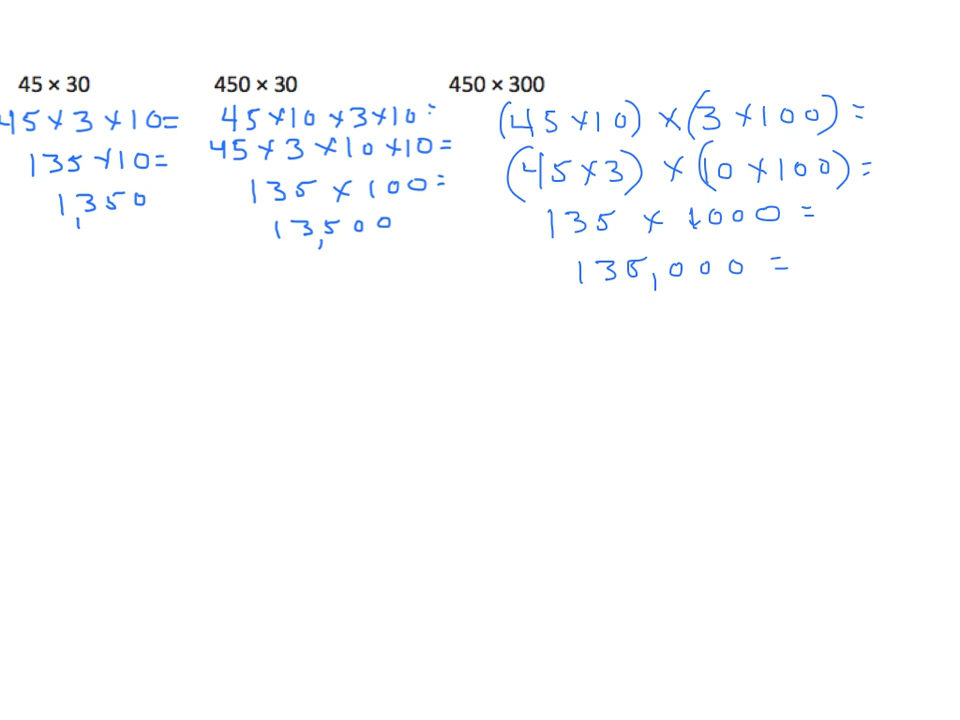 45 × 30
45 × 3 × 10 =
135 × 10 =
1,350
450 × 30
45 × 10 × 3 × 10 =
45 × 3 × 10 × 10 =
135 × 100 =
13,500
450 × 300
(45 × 10) × (3 × 100) =
(45 × 3) × (10 × 100) =
135 × 1000 =
135,000 =